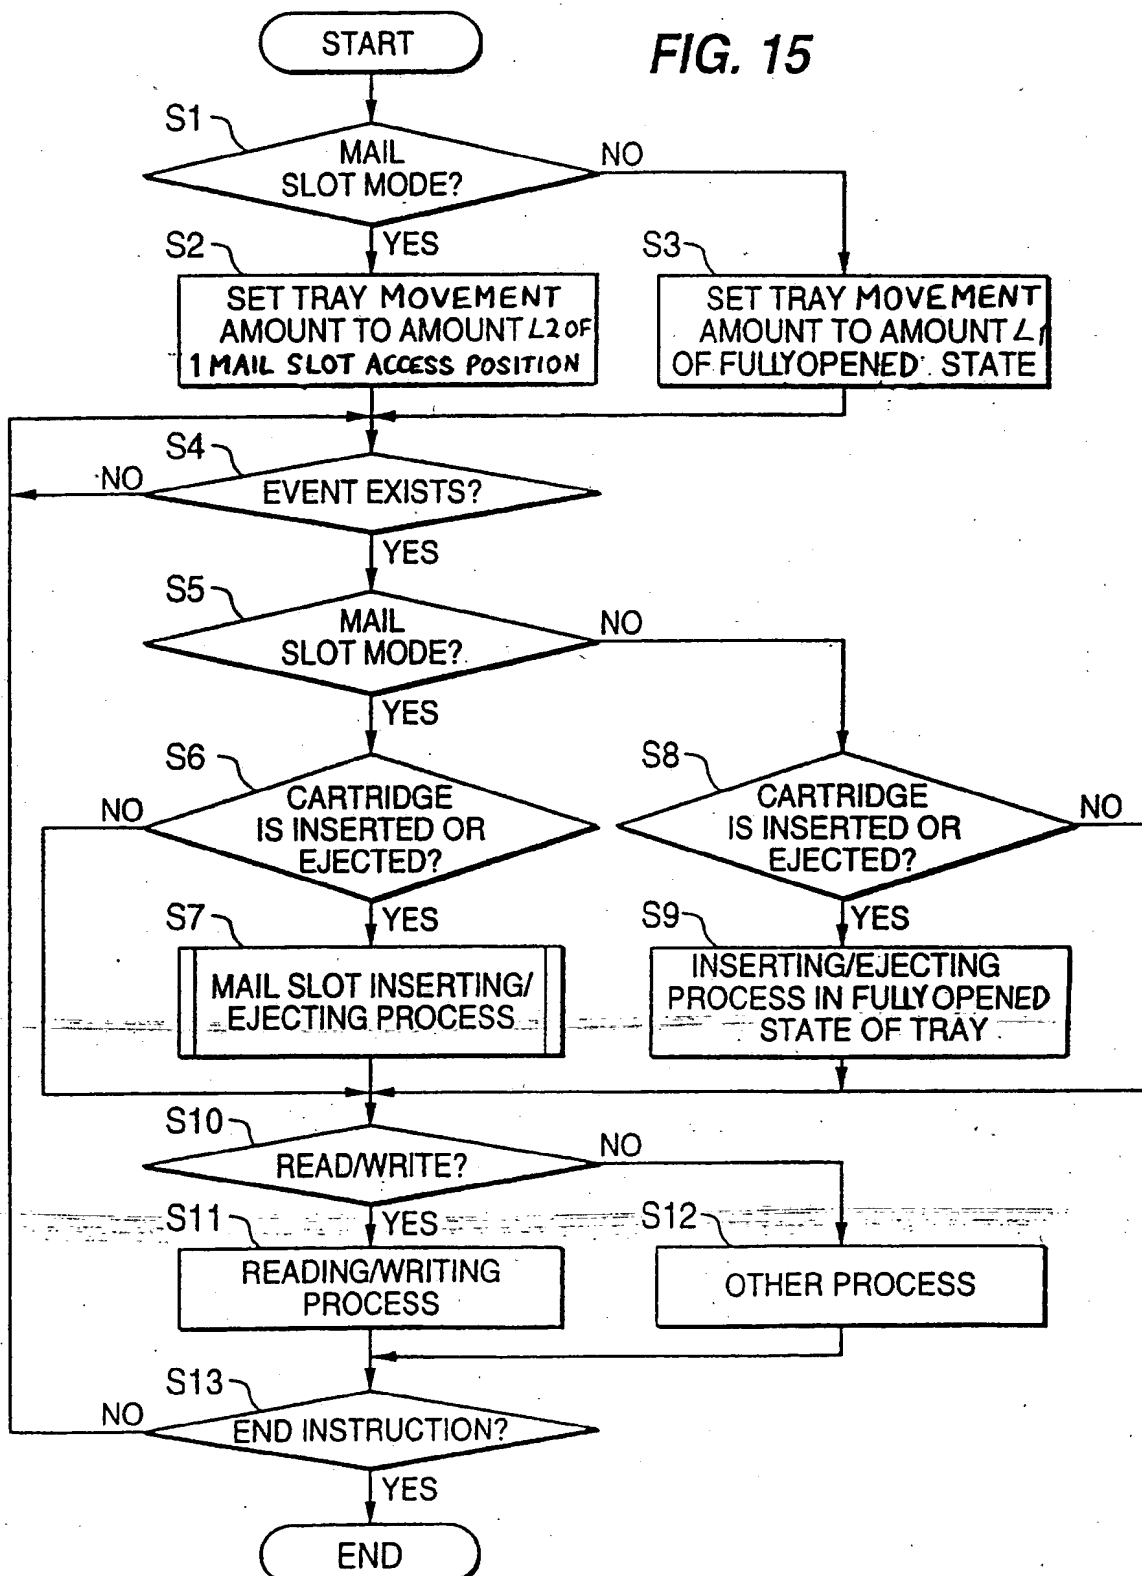 START
FIG. 15
S1
MAIL
SLOT MODE?
NO
YES
S2
SET TRAY MOVEMENT
AMOUNT TO AMOUNT L2 OF
1 MAIL SLOT ACCESS POSITION
S3
SET TRAY MOVEMENT
AMOUNT TO AMOUNT L1
OF FULLY OPENED STATE
S4
NO
EVENT EXISTS?
YES
S5
MAIL
SLOT MODE?
NO
YES
S6
NO
CARTRIDGE
IS INSERTED OR
EJECTED?
YES
S8
CARTRIDGE
IS INSERTED OR
EJECTED?
NO
YES
S7
MAIL SLOT INSERTING/
EJECTING PROCESS
S9
INSERTING/EJECTING
PROCESS IN FULLY OPENED
STATE OF TRAY
S10
READ/WRITE?
NO
YES
S11
READING/WRITING
PROCESS
S12
OTHER PROCESS
S13
NO
END INSTRUCTION?
YES
END